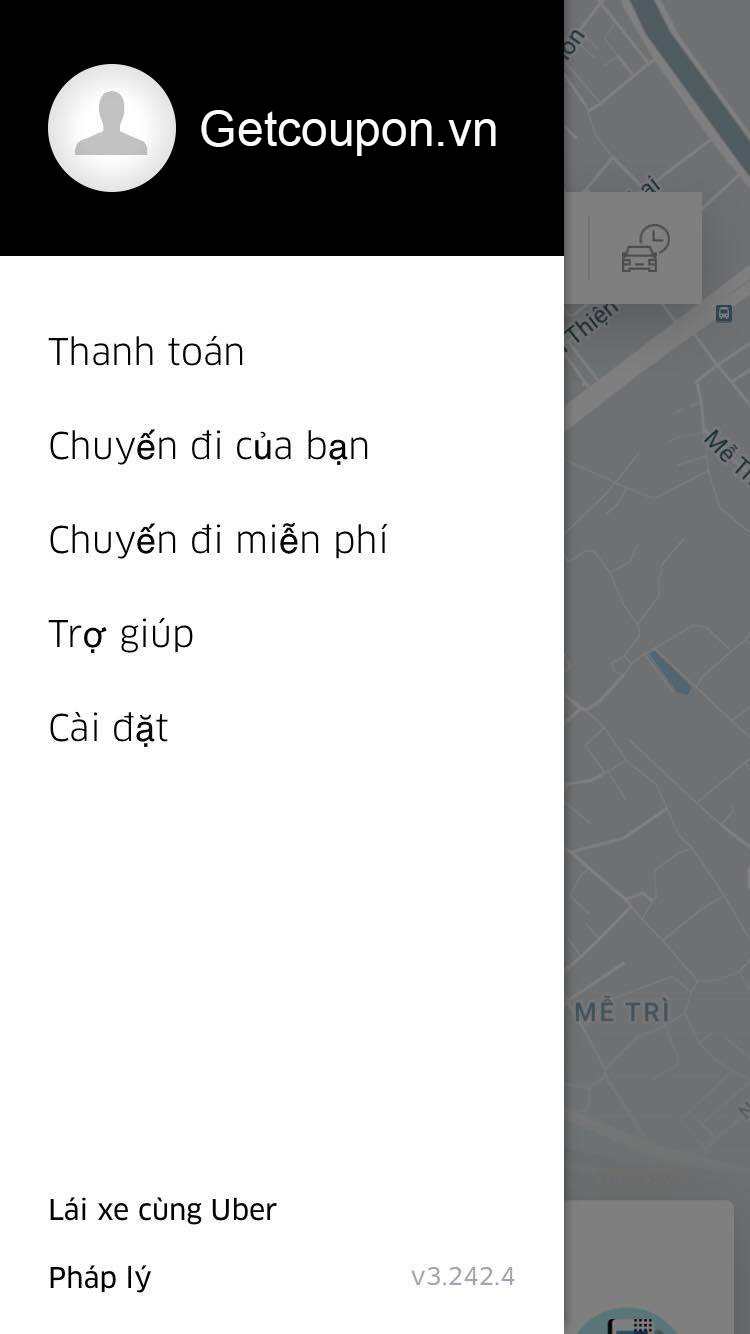 Getcoupon.vn
Thanh toán
Chuyến đi của bạn
Chuyến đi miễn phí
Trợ giúp
Cài đặt
Thiện
MỄ TRÌ
Lái xe cùng Uber
Pháp lý v3.242.4